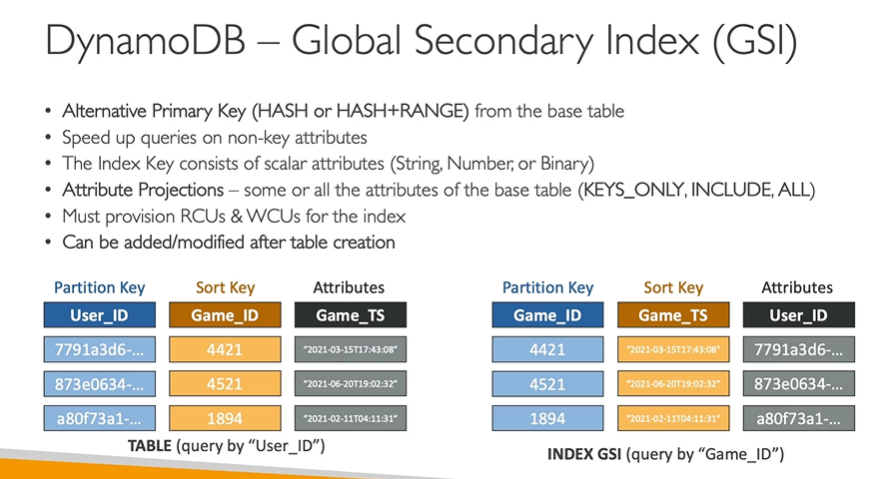 DynamoDB – Global Secondary Index (GSI)
• Alternative Primary Key (HASH or HASH+RANGE) from the base table
• Speed up queries on non-key attributes
• The Index Key consists of scalar attributes (String, Number, or Binary)
• Attribute Projections – some or all the attributes of the base table (KEYS_ONLY, INCLUDE, ALL)
• Must provision RCUs & WCUs for the index
• Can be added/modified after table creation
Partition Key Sort Key Attributes
User_ID Game_ID Game_TS
7791a3d6-... 4421 "2021-03-15T17:43:08"
873e0634-... 4521 "2021-06-20T19:02:32"
a80f73a1-... 1894 "2021-02-11T04:11:31"
TABLE (query by "User_ID")
Partition Key Sort Key Attributes
Game_ID Game_TS User_ID
4421 "2021-03-15T17:43:08" 7791a3d6-...
4521 "2021-06-20T19:02:32" 873e0634-...
1894 "2021-02-11T04:11:31" a80f73a1-...
INDEX GSI (query by "Game_ID")